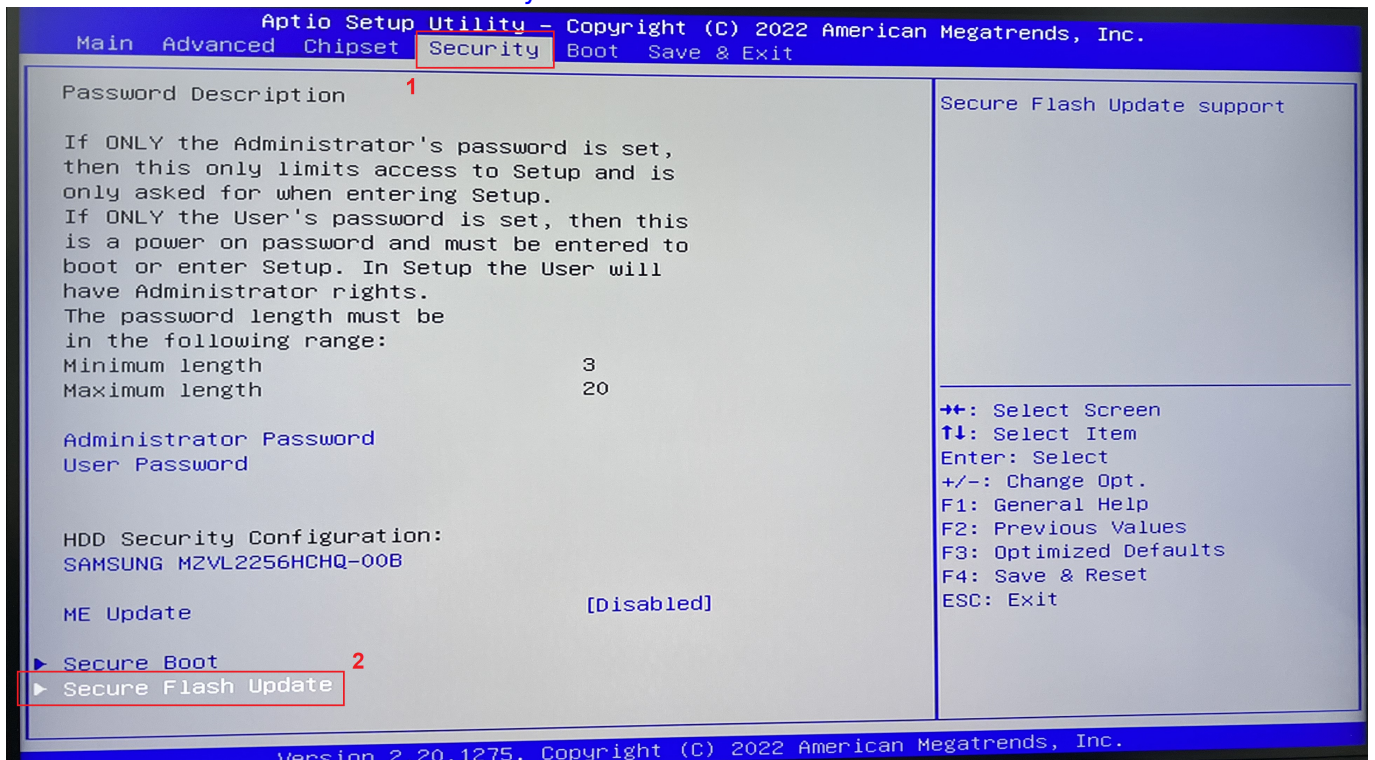 Aptio Setup Utility – Copyright (C) 2022 American Megatrends, Inc.
Main Advanced Chipset Security Boot Save & Exit
1
Password Description
If ONLY the Administrator's password is set,
then this only limits access to Setup and is
only asked for when entering Setup.
If ONLY the User's password is set, then this
is a power on password and must be entered to
boot or enter Setup. In Setup the User will
have Administrator rights.
The password length must be
in the following range:
Minimum length 3
Maximum length 20
Administrator Password
User Password
HDD Security Configuration:
SAMSUNG MZVL2256HCHQ-00B
ME Update [Disabled]
Secure Boot
2
Secure Flash Update
Secure Flash Update support
→←: Select Screen
↑↓: Select Item
Enter: Select
+/-: Change Opt.
F1: General Help
F2: Previous Values
F3: Optimized Defaults
F4: Save & Reset
ESC: Exit
Version 2.20.1275. Copyright (C) 2022 American Megatrends, Inc.